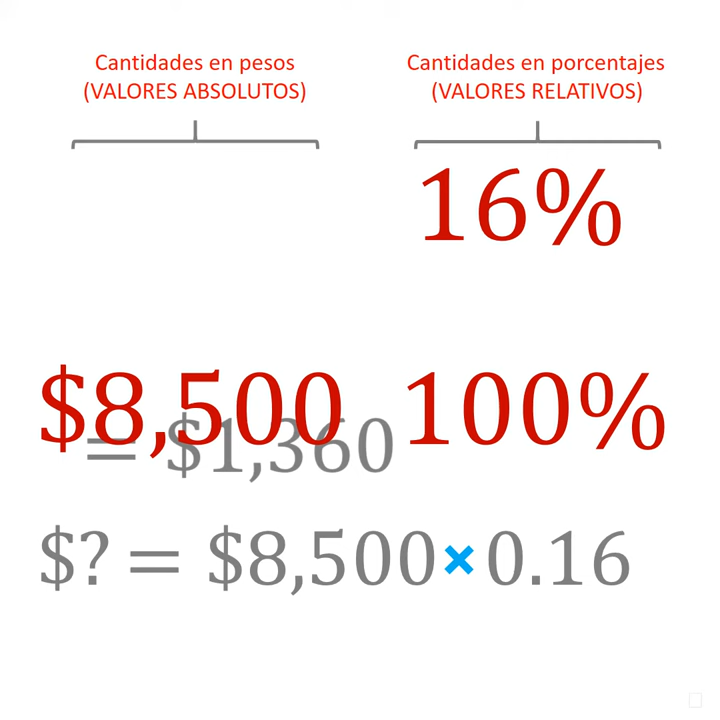 Cantidades en pesos
(VALORES ABSOLUTOS)
Cantidades en porcentajes
(VALORES RELATIVOS)
16%
$8,500 100%
= $1,360
$? = $8,500×0.16